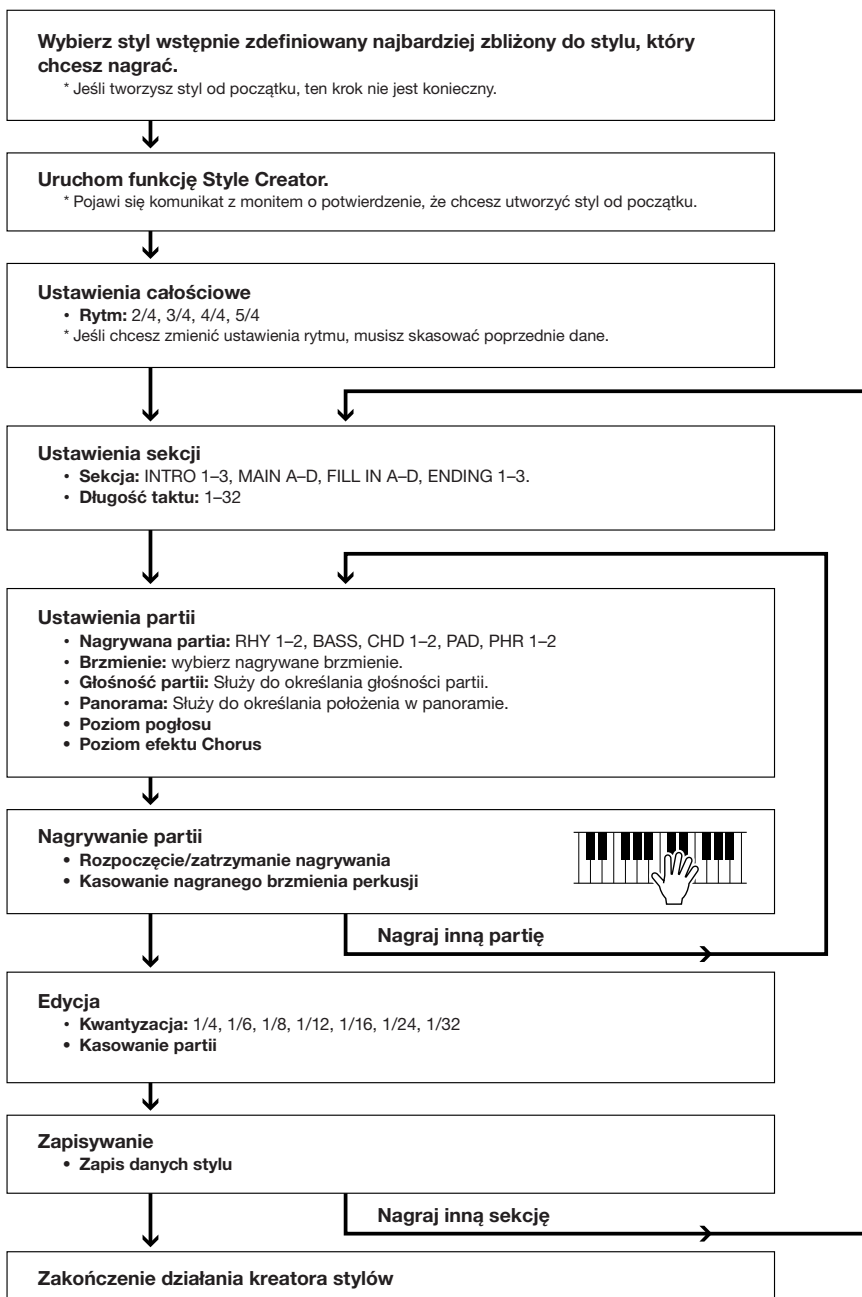 Wybierz styl wstępnie zdefiniowany najbardziej zbliżony do stylu, który
chcesz nagrać.
* Jeśli tworzysz styl od początku, ten krok nie jest konieczny.
Uruchom funkcję Style Creator.
* Pojawi się komunikat z monitem o potwierdzenie, że chcesz utworzyć styl od początku.
Ustawienia całościowe
• Rytm: 2/4, 3/4, 4/4, 5/4
* Jeśli chcesz zmienić ustawienia rytmu, musisz skasować poprzednie dane.
Ustawienia sekcji
• Sekcja: INTRO 1–3, MAIN A–D, FILL IN A–D, ENDING 1–3.
• Długość taktu: 1–32
Ustawienia partii
• Nagrywana partia: RHY 1–2, BASS, CHD 1–2, PAD, PHR 1–2
• Brzmienie: wybierz nagrywane brzmienie.
• Głośność partii: Służy do określania głośności partii.
• Panorama: Służy do określania położenia w panoramie.
• Poziom pogłosu
• Poziom efektu Chorus
Nagrywanie partii
• Rozpoczęcie/zatrzymanie nagrywania
• Kasowanie nagranego brzmienia perkusji
Nagraj inną partię
Edycja
• Kwantyzacja: 1/4, 1/6, 1/8, 1/12, 1/16, 1/24, 1/32
• Kasowanie partii
Zapisywanie
• Zapis danych stylu
Nagraj inną sekcję
Zakończenie działania kreatora stylów